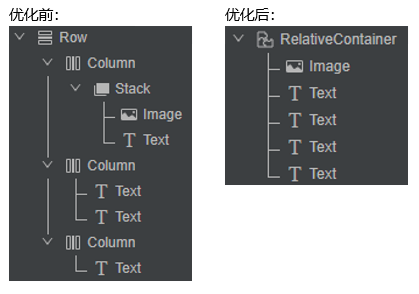 优化前:
Row
Column
Stack
Image
Text
Column
Text
Text
Column
Text
优化后:
RelativeContainer
Image
Text
Text
Text
Text